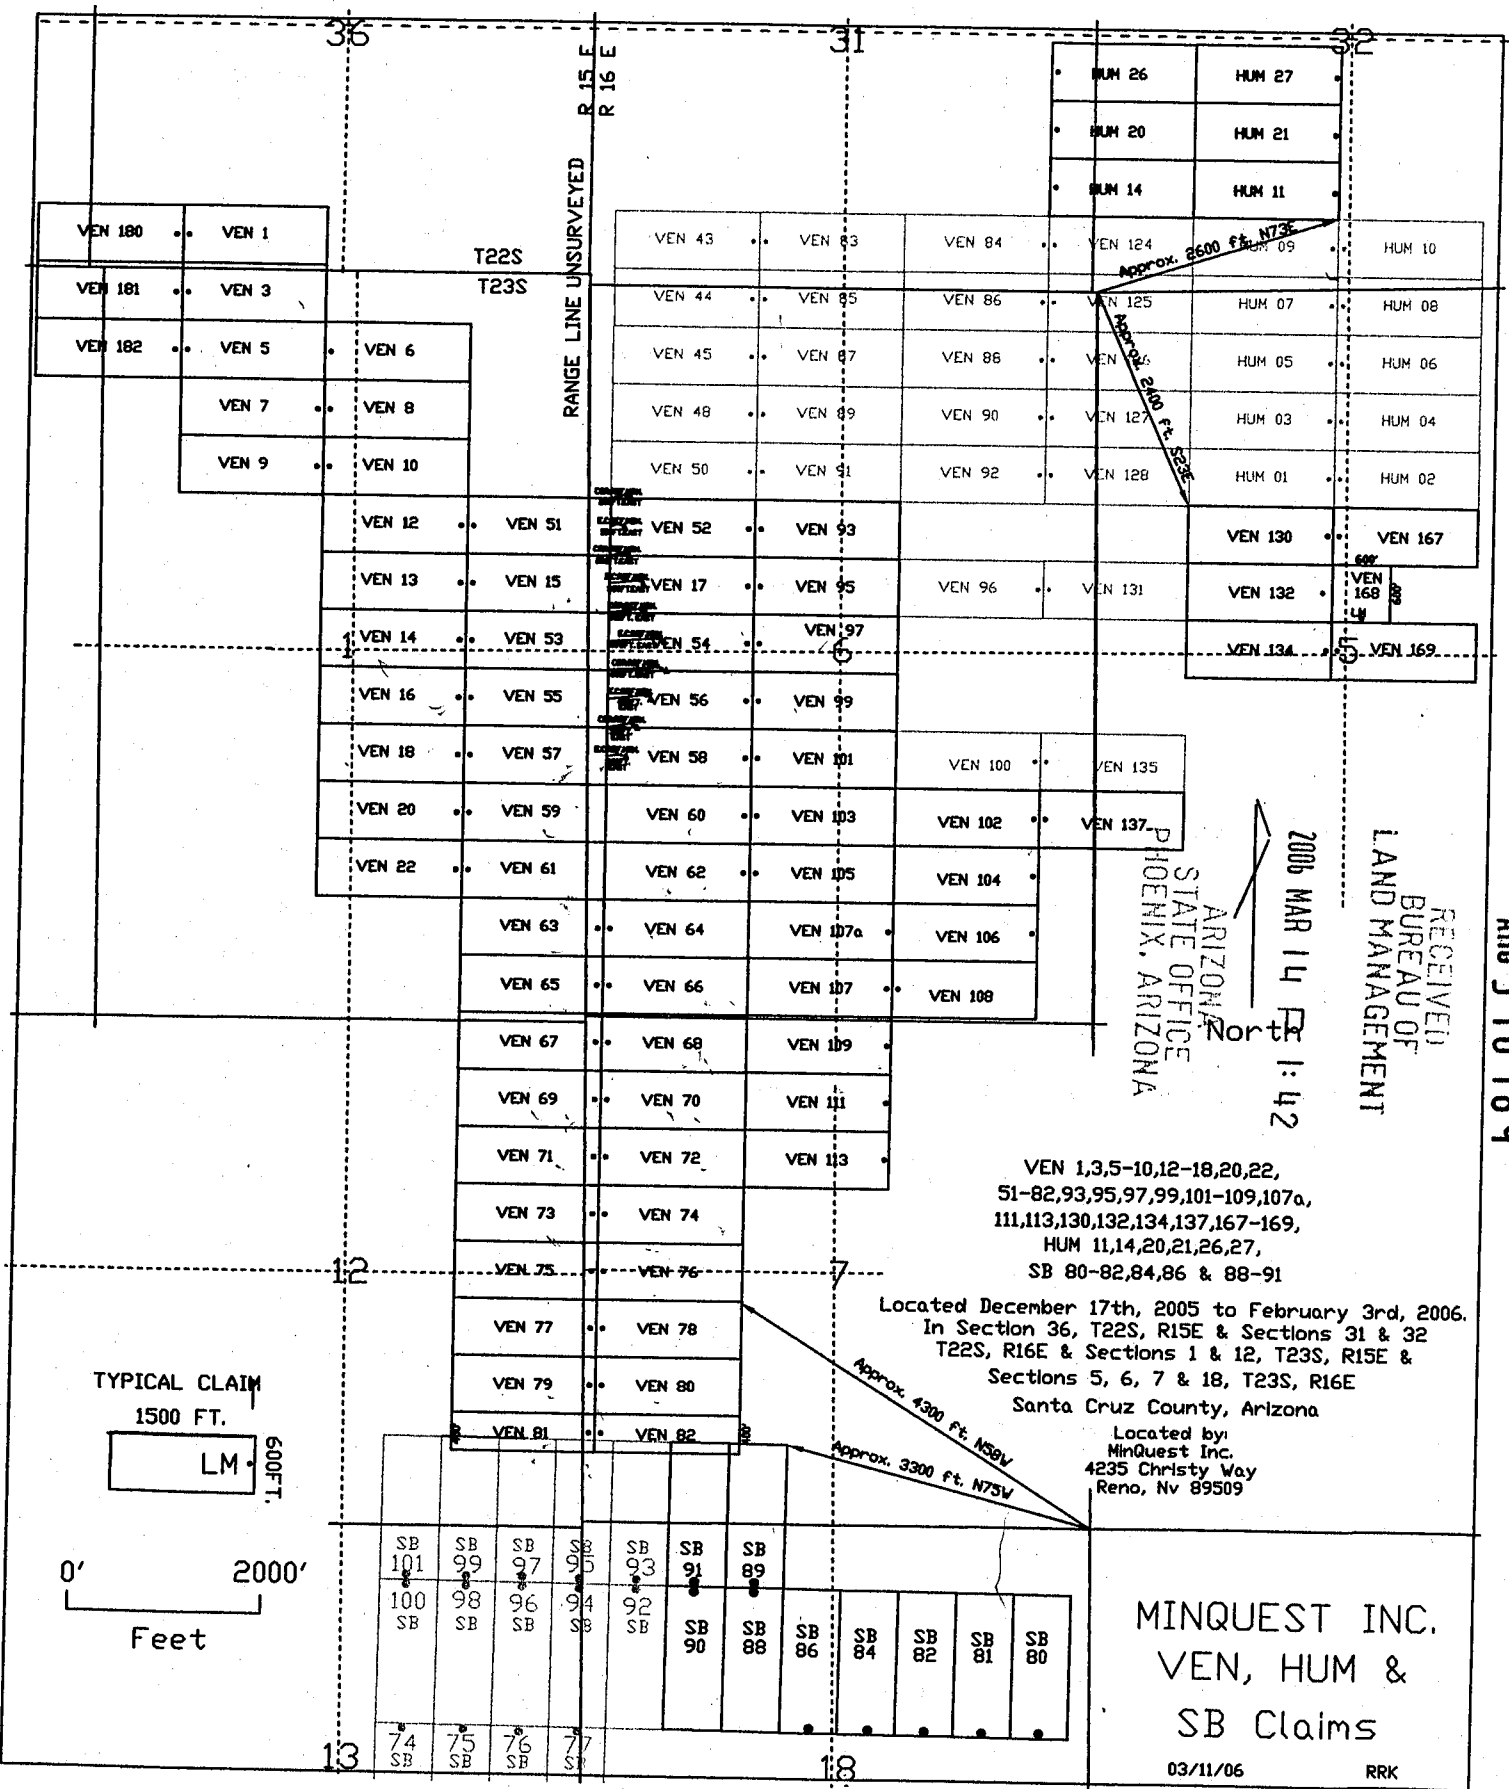 36 31 32
R 15 E
R 16 E
HUM 26 HUM 27
HUM 20 HUM 21
HUM 14 HUM 11
RANGE LINE UNSURVEYED
T22S
T23S
VEN 180 VEN 1
VEN 181 VEN 3
VEN 182 VEN 5 VEN 6
VEN 7 VEN 8
VEN 9 VEN 10
VEN 43 VEN 83 VEN 84 VEN 124 HUM 09 HUM 10
VEN 44 VEN 85 VEN 86 VEN 125 HUM 07 HUM 08
VEN 45 VEN 87 VEN 88 VEN HUM 05 HUM 06
VEN 48 VEN 89 VEN 90 VEN 127 HUM 03 HUM 04
VEN 50 VEN 91 VEN 92 VEN 128 HUM 01 HUM 02
Approx. 2600 ft. N73E
Approx. 2400 ft. S23E
VEN 12 VEN 51 VEN 52 VEN 93 VEN 130 VEN 167
VEN 13 VEN 15 VEN 17 VEN 95 VEN 96 VEN 131 VEN 132
600'
VEN
168
LM
600'
VEN 14 VEN 53 VEN 54 VEN 97 VEN 134 VEN 169
1 6 5
VEN 16 VEN 55 VEN 56 VEN 99
VEN 18 VEN 57 VEN 58 VEN 101 VEN 100 VEN 135
VEN 20 VEN 59 VEN 60 VEN 103 VEN 102 VEN 137
VEN 22 VEN 61 VEN 62 VEN 105 VEN 104
VEN 63 VEN 64 VEN 107a VEN 106
VEN 65 VEN 66 VEN 107 VEN 108
VEN 67 VEN 68 VEN 109
VEN 69 VEN 70 VEN 111
VEN 71 VEN 72 VEN 113
VEN 73 VEN 74
VEN 75 VEN 76
12 7
VEN 77 VEN 78
VEN 79 VEN 80
VEN 81 VEN 82
RECEIVED
BUREAU OF
LAND MANAGEMENT
2006 MAR 14 P 1:42
ARIZONA
STATE OFFICE
PHOENIX, ARIZONA
North
VEN 1,3,5-10,12-18,20,22,
51-82,93,95,97,99,101-109,107a,
111,113,130,132,134,137,167-169,
HUM 11,14,20,21,26,27,
SB 80-82,84,86 & 88-91
Located December 17th, 2005 to February 3rd, 2006.
In Section 36, T22S, R15E & Sections 31 & 32
T22S, R16E & Sections 1 & 12, T23S, R15E &
Sections 5, 6, 7 & 18, T23S, R16E
Santa Cruz County, Arizona
Located by:
MinQuest Inc.
4235 Christy Way
Reno, Nv 89509
Approx. 4300 ft. N58W
Approx. 3300 ft. N75W
TYPICAL CLAIM
1500 FT.
LM
600FT.
0' 2000'
Feet
SB SB SB SB SB SB SB
101 99 97 95 93 91 89
100 98 96 94 92
SB SB SB SB SB
SB SB SB SB SB SB SB
90 88 86 84 82 81 80
74 75 76 77
SB SB SB SB
13 18
MINQUEST INC.
VEN, HUM &
SB Claims
03/11/06 RRK